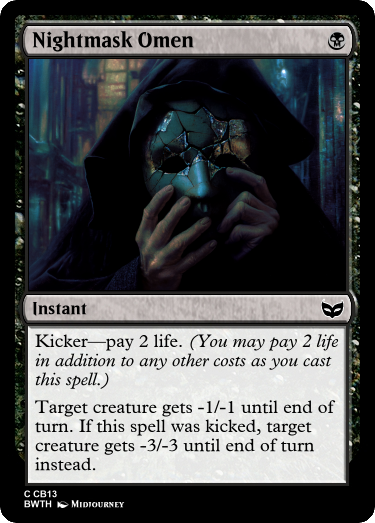 Nightmask Omen
Instant
Kicker—pay 2 life. (You may pay 2 life
in addition to any other costs as you cast
this spell.)
Target creature gets -1/-1 until end of
turn. If this spell was kicked, target
creature gets -3/-3 until end of turn
instead.
C CB13
BWTH Midjourney